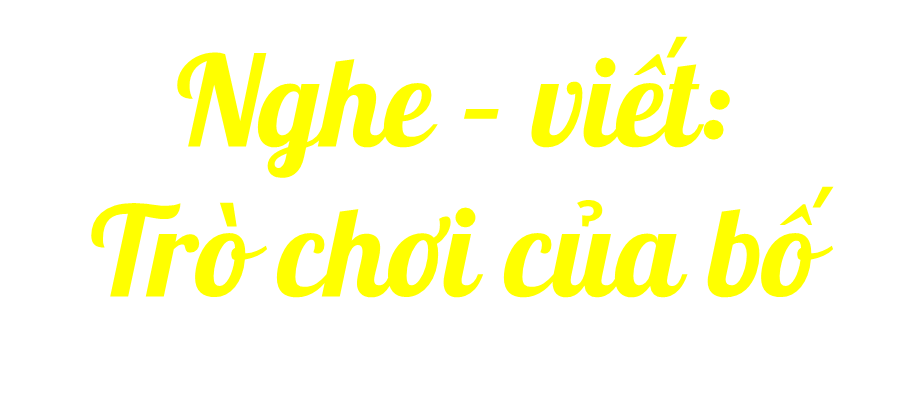 Nghe - viết:
Trò chơi của bố